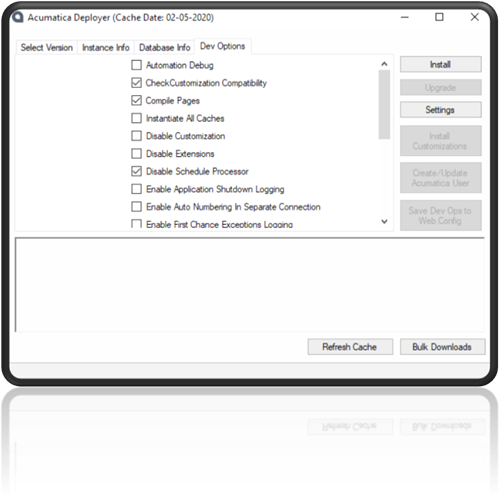 Acumatica Deployer (Cache Date: 02-05-2020)
Select Version Instance Info Database Info Dev Options
Automation Debug
CheckCustomization Compatibility
Compile Pages
Instantiate All Caches
Disable Customization
Disable Extensions
Disable Schedule Processor
Enable Application Shutdown Logging
Enable Auto Numbering In Separate Connection
Enable First Chance Exceptions Logging
Install
Upgrade
Settings
Install
Customizations
Create/Update
Acumatica User
Save Dev Ops to
Web Config
Refresh Cache Bulk Downloads